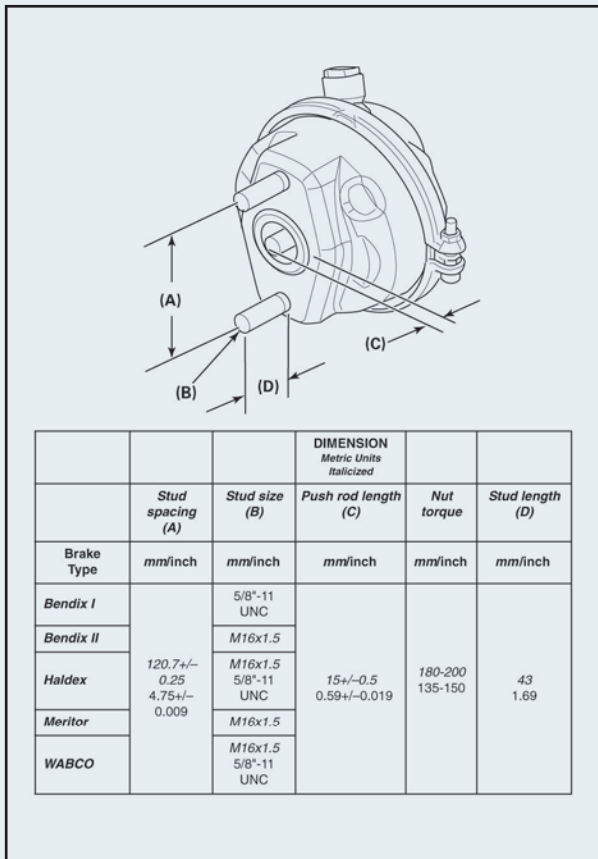 (A)
(C)
(B)
(D)
DIMENSION
Metric Units
Italicized
Stud
spacing
(A)
Stud size
(B)
Push rod length
(C)
Nut
torque
Stud length
(D)
Brake
Type
mm/inch
mm/inch
mm/inch
mm/inch
mm/inch
Bendix I
5/8"-11
UNC
Bendix II
M16x1.5
Haldex
120.7+/–
0.25
4.75+/–
0.009
M16x1.5
5/8"-11
UNC
15+/–0.5
0.59+/–0.019
180-200
135-150
43
1.69
Meritor
M16x1.5
WABCO
M16x1.5
5/8"-11
UNC